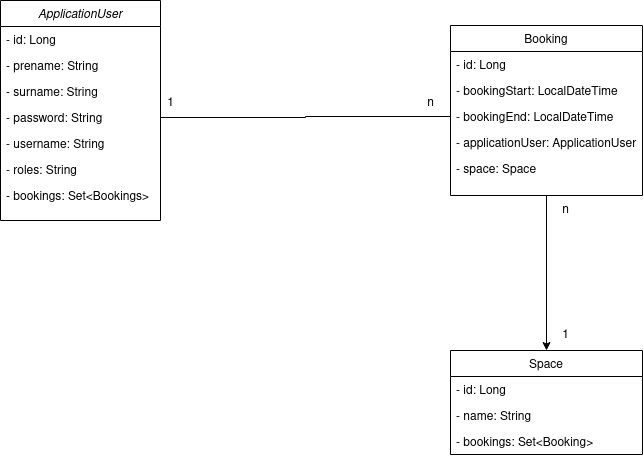 ApplicationUser
- id: Long
- prename: String
- surname: String
- password: String
- username: String
- roles: String
- bookings: Set<Bookings>
1
n
Booking
- id: Long
- bookingStart: LocalDateTime
- bookingEnd: LocalDateTime
- applicationUser: ApplicationUser
- space: Space
n
1
Space
- id: Long
- name: String
- bookings: Set<Booking>